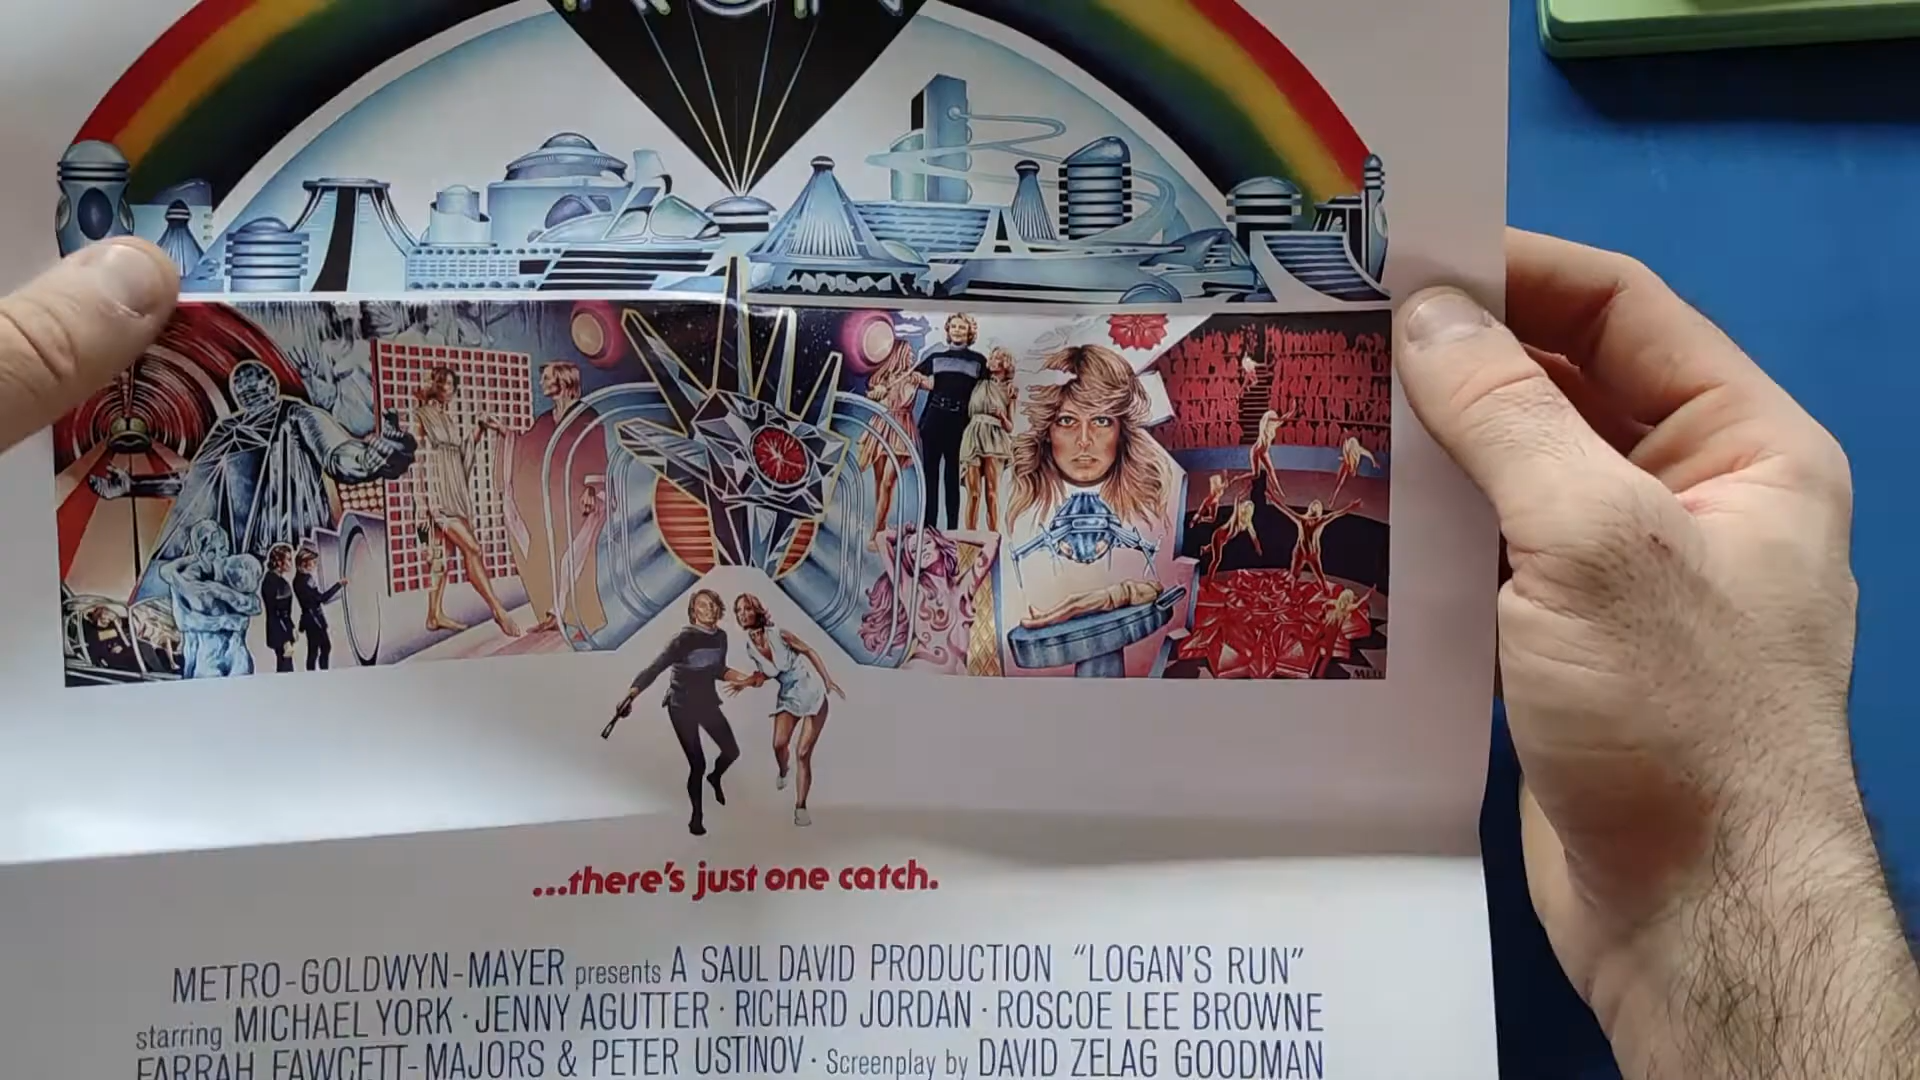 RUN
...there's just one catch.
METRO-GOLDWYN-MAYER presents A SAUL DAVID PRODUCTION "LOGAN'S RUN"
starring MICHAEL YORK · JENNY AGUTTER · RICHARD JORDAN · ROSCOE LEE BROWNE
FARRAH FAWCETT-MAJORS & PETER USTINOV · Screenplay by DAVID ZELAG GOODMAN